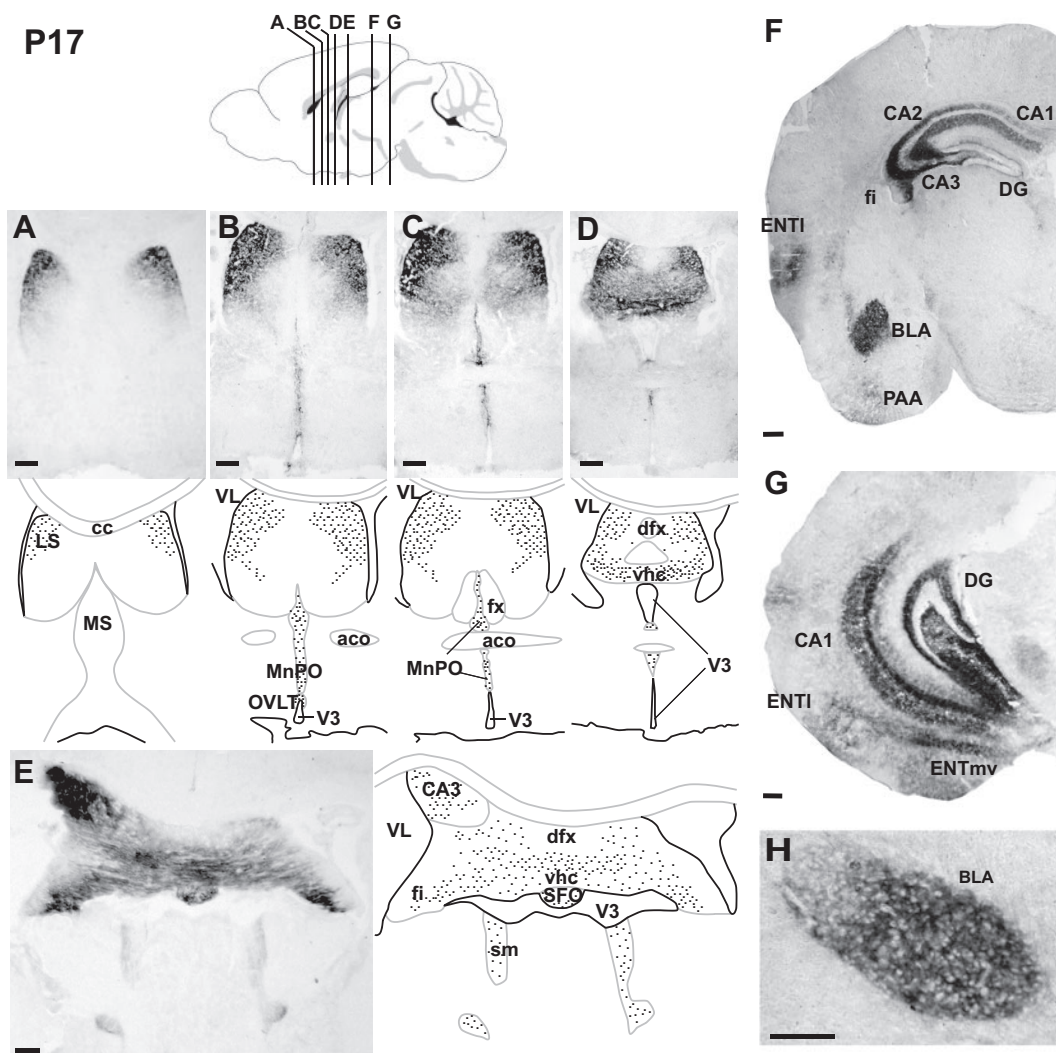 P17
A BC DE F G
A
B
C
D
VL
LS
cc
MS
VL
aco
MnPO
OVLT
V3
VL
fx
aco
MnPO
V3
VL
dfx
vhc
V3
E
CA3
VL
dfx
vhc
fi
SFO
V3
sm
F
CA2
CA1
CA3
DG
fi
ENTl
BLA
PAA
G
DG
CA1
ENTl
ENTmv
H
BLA